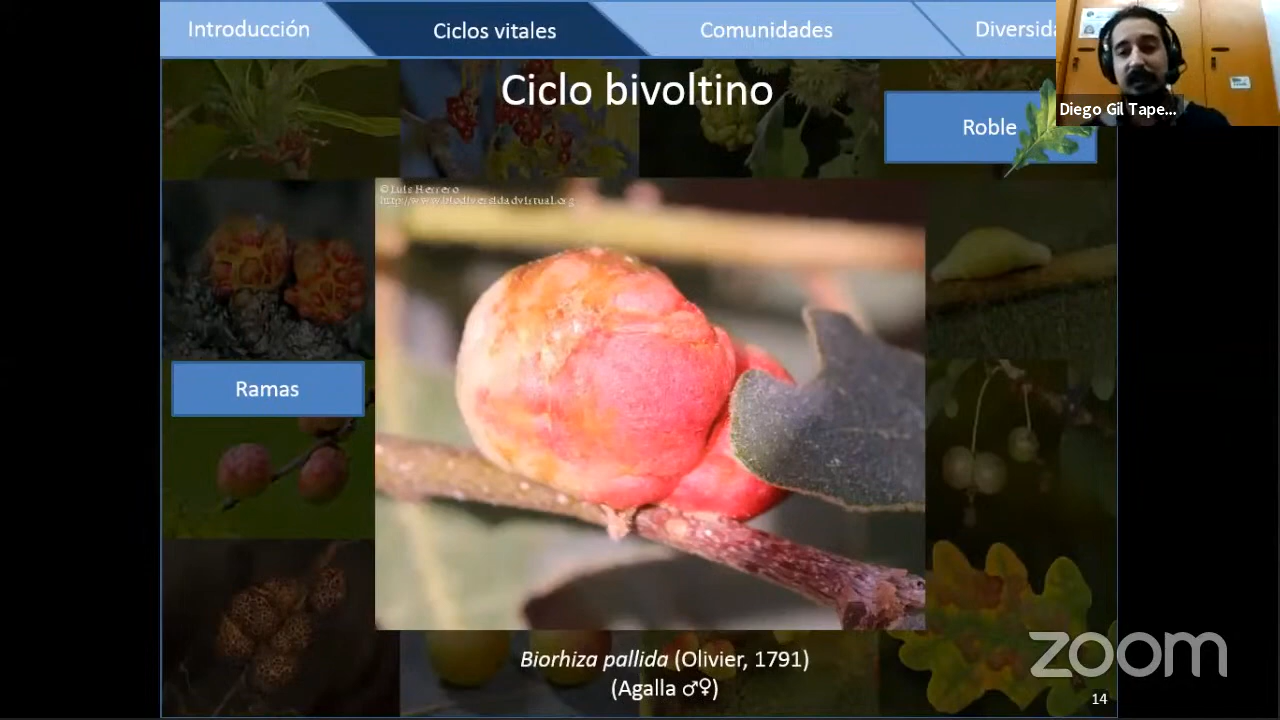 Introducción
Ciclos vitales
Comunidades
Diversida
Ciclo bivoltino
Roble
Diego Gil Tape...
©Luis Herrero
http://www.biodiversidadvirtual.org
Ramas
Biorhiza pallida (Olivier, 1791)
(Agalla ♂♀)
zoom
14